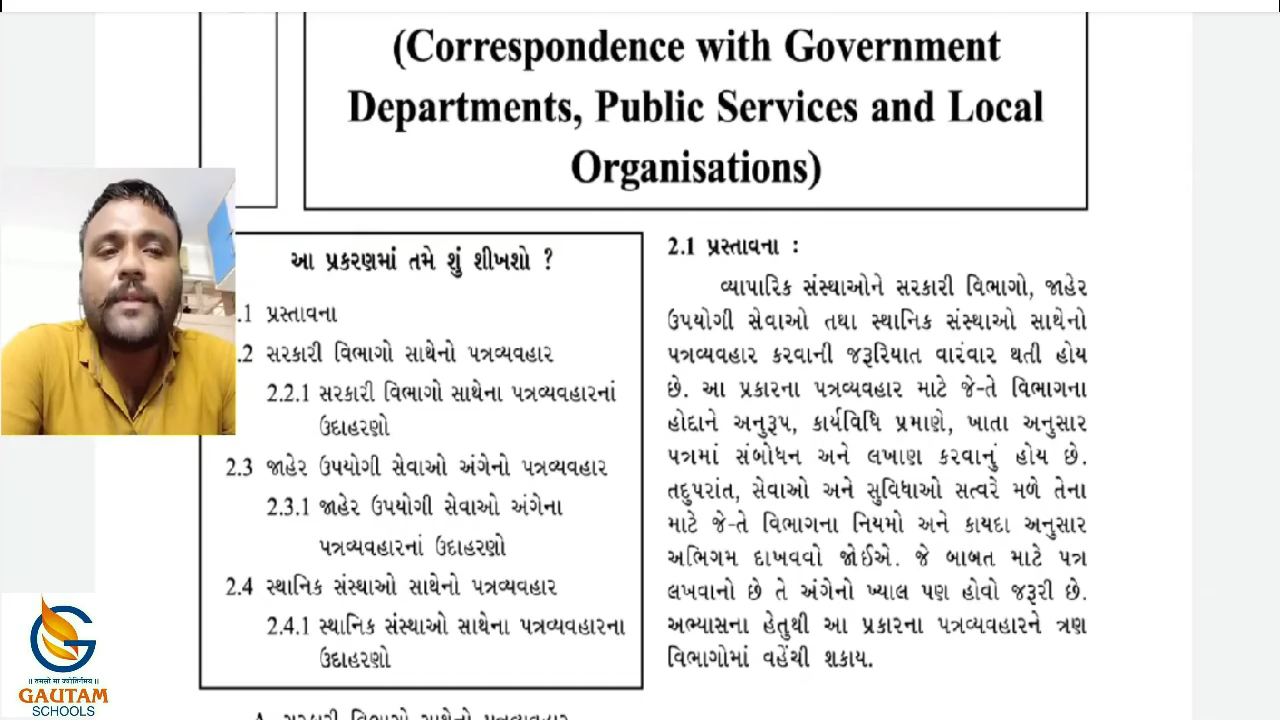 (Correspondence with Government
Departments, Public Services and Local
Organisations)
આ પ્રકરણમાં તમે શું શીખશો ?
.1 પ્રસ્તાવના
.2 સરકારી વિભાગો સાથેનો પત્રવ્યવહાર
2.2.1 સરકારી વિભાગો સાથેના પત્રવ્યવહારનાં
ઉદાહરણો
2.3 જાહેર ઉપયોગી સેવાઓ અંગેનો પત્રવ્યવહાર
2.3.1 જાહેર ઉપયોગી સેવાઓ અંગેના
પત્રવ્યવહારનાં ઉદાહરણો
2.4 સ્થાનિક સંસ્થાઓ સાથેનો પત્રવ્યવહાર
2.4.1 સ્થાનિક સંસ્થાઓ સાથેના પત્રવ્યવહારના
ઉદાહરણો
2.1 પ્રસ્તાવના :
વ્યાપારિક સંસ્થાઓને સરકારી વિભાગો, જાહેર
ઉપયોગી સેવાઓ તથા સ્થાનિક સંસ્થાઓ સાથેનો
પત્રવ્યવહાર કરવાની જરૂરિયાત વારંવાર થતી હોય
છે. આ પ્રકારના પત્રવ્યવહાર માટે જે-તે વિભાગના
હોદ્દાને અનુરૂપ, કાર્યવિધિ પ્રમાણે, ખાતા અનુસાર
પત્રમાં સંબોધન અને લખાણ કરવાનું હોય છે.
તદુપરાંત, સેવાઓ અને સુવિધાઓ સત્વરે મળે તેના
માટે જે-તે વિભાગના નિયમો અને કાયદા અનુસાર
અભિગમ દાખવવો જોઈએ. જે બાબત માટે પત્ર
લખવાનો છે તે અંગેનો ખ્યાલ પણ હોવો જરૂરી છે.
અભ્યાસના હેતુથી આ પ્રકારના પત્રવ્યવહારને ત્રણ
વિભાગોમાં વહેંચી શકાય.
A સરકારી વિભાગો સાથેનો પત્રવ્યવહાર
|| तमसो मा ज्योतिर्गमय ||
GAUTAM
SCHOOLS